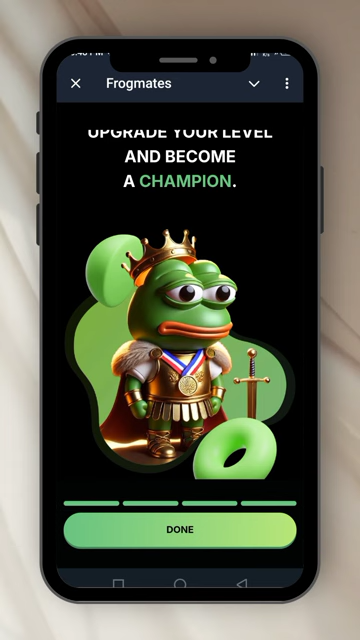 Frogmates
UPGRADE YOUR LEVEL
AND BECOME
A CHAMPION.
DONE